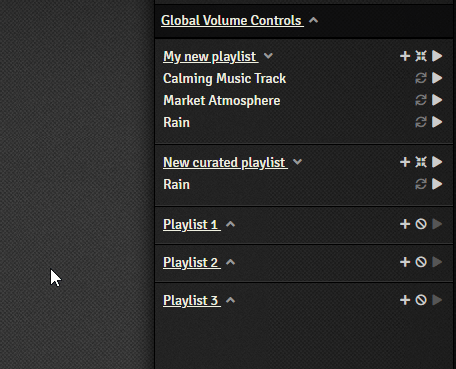 Global Volume Controls
My new playlist
Calming Music Track
Market Atmosphere
Rain
New curated playlist
Rain
Playlist 1
Playlist 2
Playlist 3